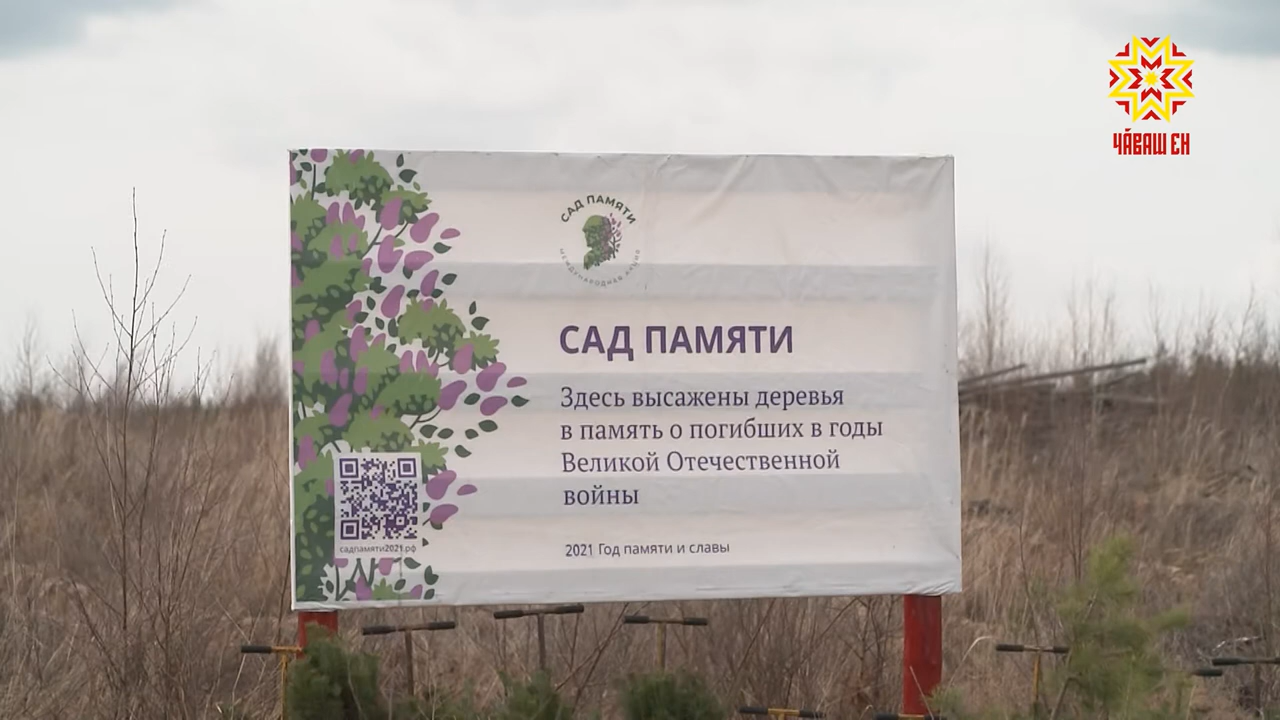 ЧӐВАШ ЕН
САД ПАМЯТИ
МЕЖДУНАРОДНАЯ АКЦИЯ
САД ПАМЯТИ
Здесь высажены деревья
в память о погибших в годы
Великой Отечественной
войны
садпамяти2021.рф
2021 Год памяти и славы